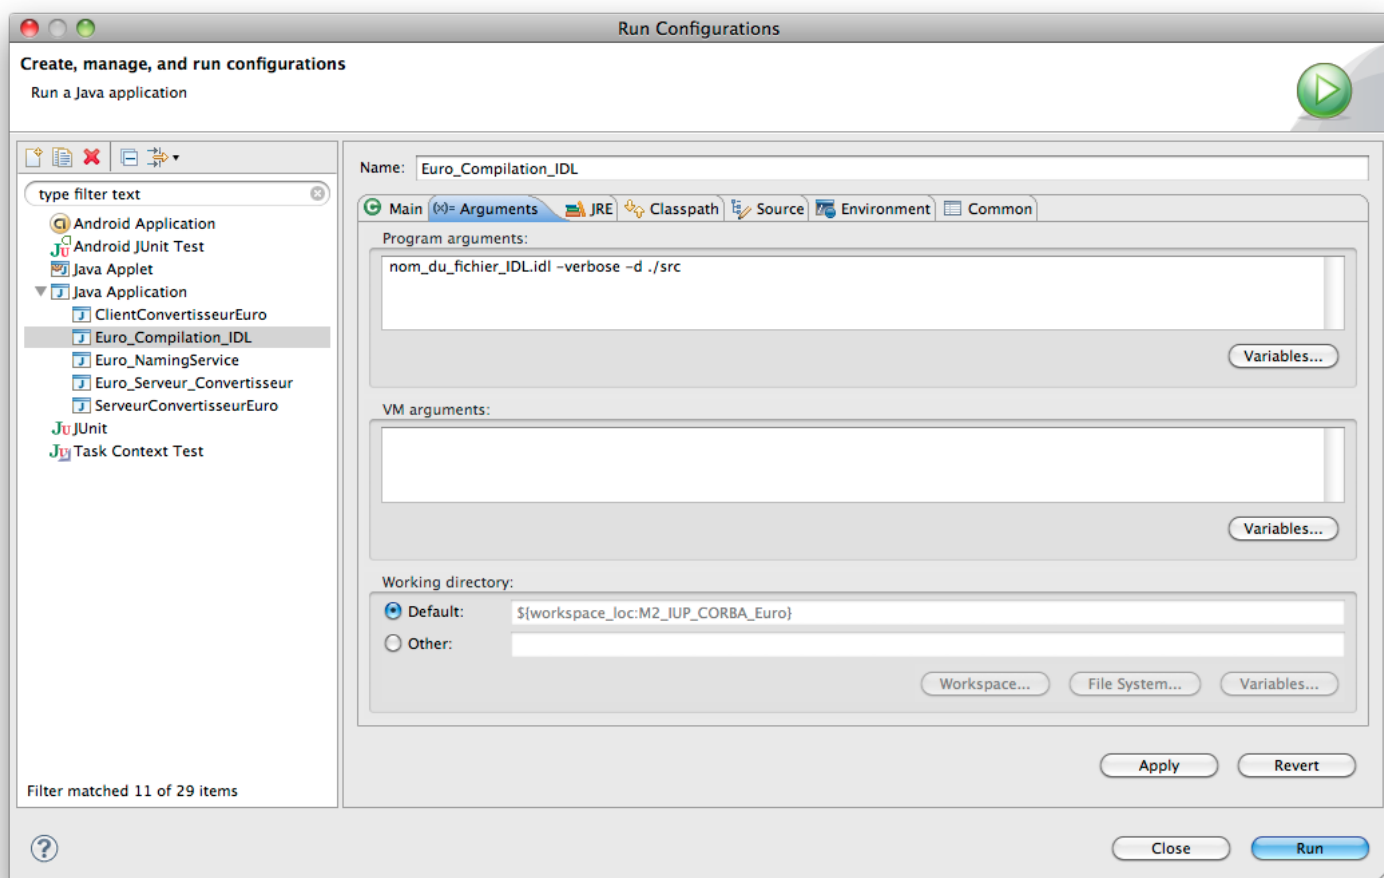 Run Configurations
Create, manage, and run configurations
Run a Java application
type filter text
Android Application
Android JUnit Test
Java Applet
Java Application
ClientConvertisseurEuro
Euro_Compilation_IDL
Euro_NamingService
Euro_Serveur_Convertisseur
ServeurConvertisseurEuro
JUnit
Task Context Test
Filter matched 11 of 29 items
Name: Euro_Compilation_IDL
Main (x)= Arguments JRE Classpath Source Environment Common
Program arguments:
nom_du_fichier_IDL.idl -verbose -d ./src
Variables...
VM arguments:
Variables...
Working directory:
Default: ${workspace_loc:M2_IUP_CORBA_Euro}
Other:
Workspace... File System... Variables...
Apply Revert
? Close Run